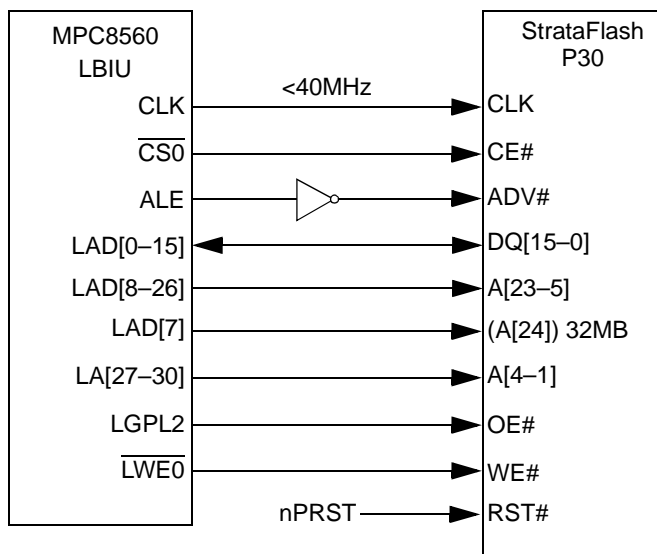 MPC8560
LBIU
StrataFlash
P30
CLK
<40MHz
CLK
CS0
CE#
ALE
ADV#
LAD[0–15]
DQ[15–0]
LAD[8–26]
A[23–5]
LAD[7]
(A[24]) 32MB
LA[27–30]
A[4–1]
LGPL2
OE#
LWE0
WE#
nPRST
RST#